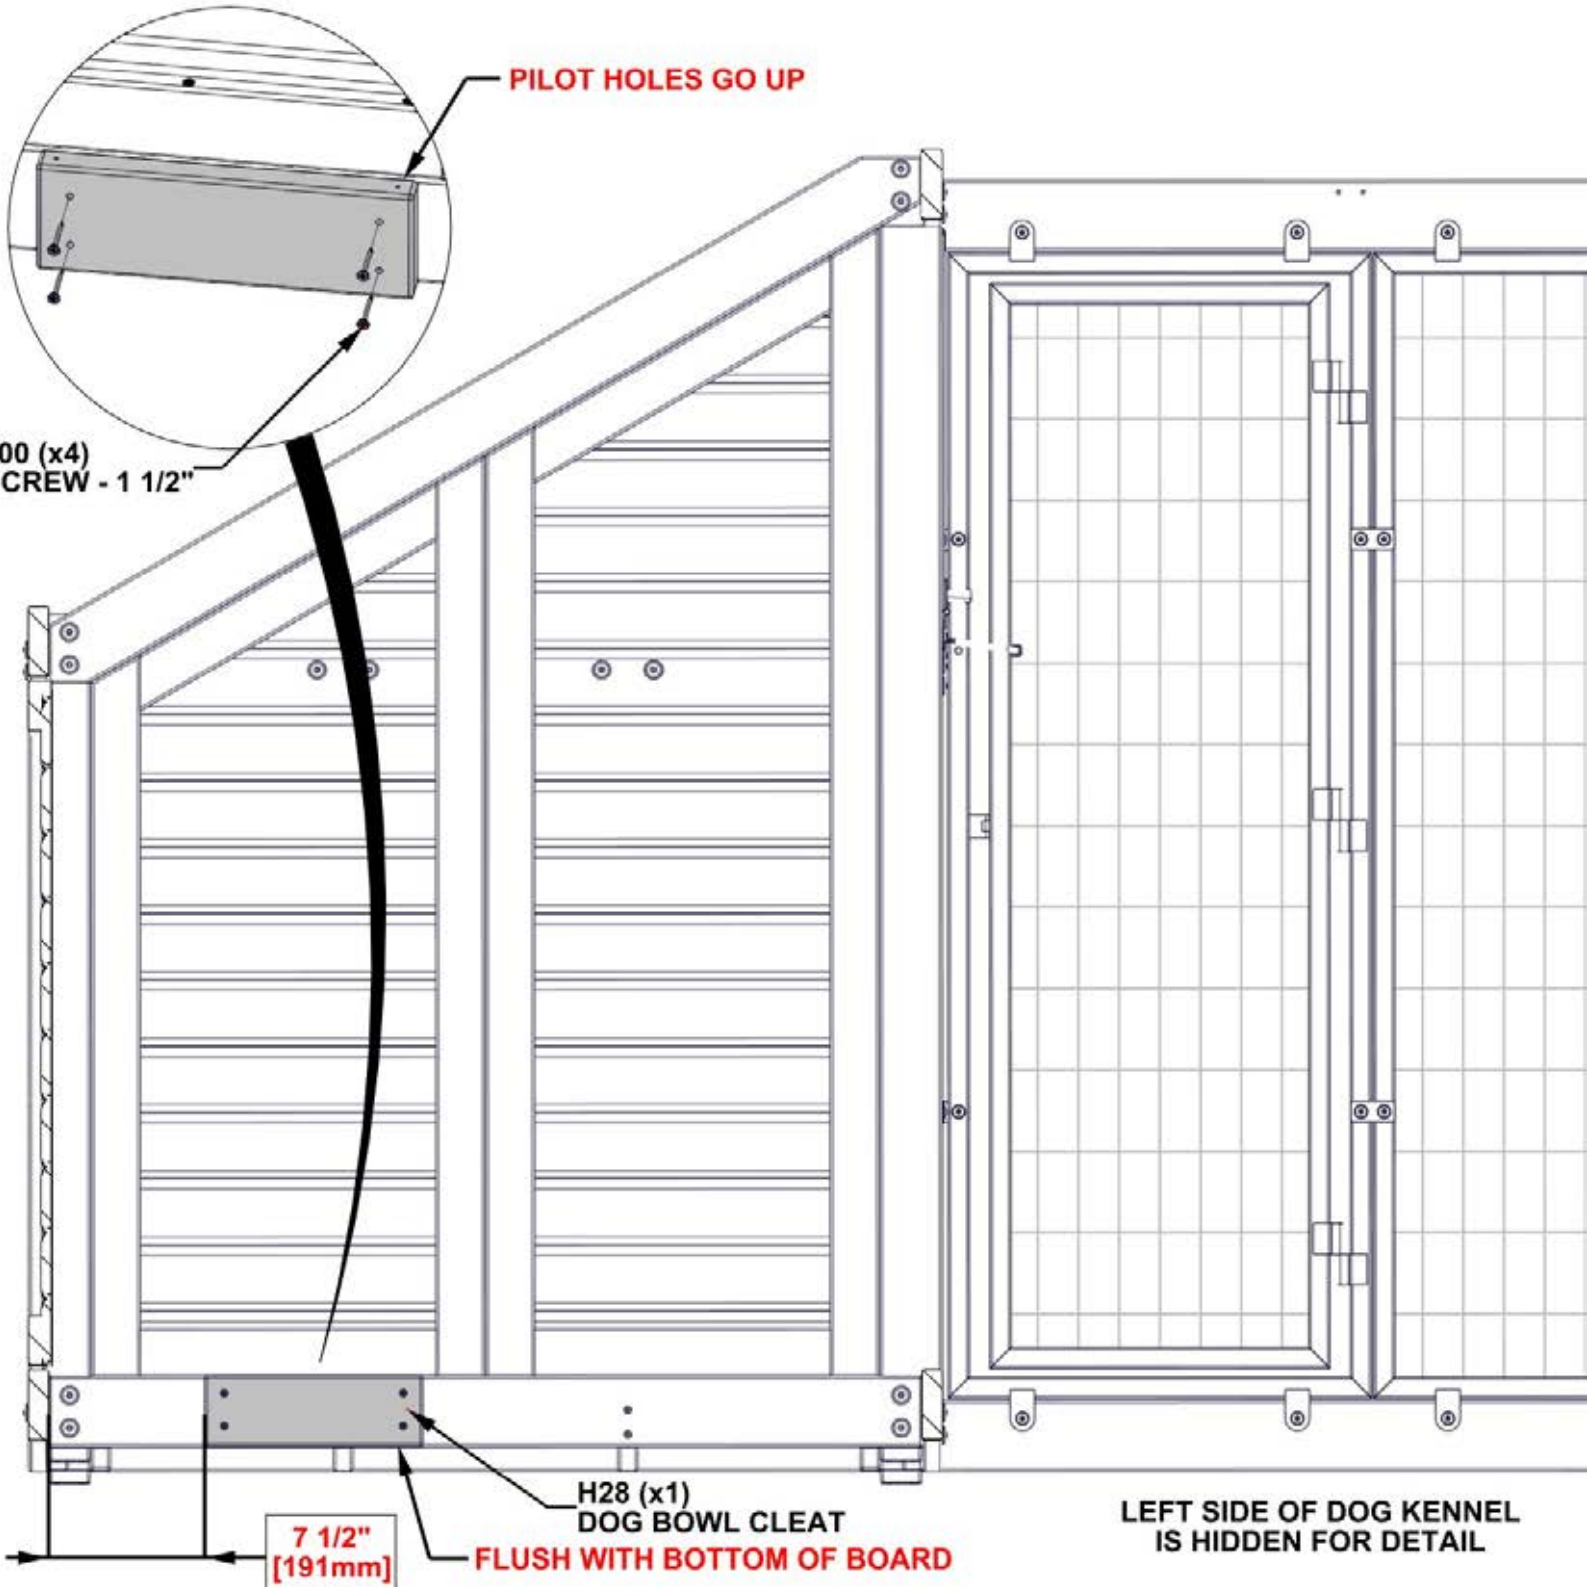 PILOT HOLES GO UP
00 (x4)
CREW - 1 1/2"
H28 (x1)
DOG BOWL CLEAT
7 1/2"
[191mm]
FLUSH WITH BOTTOM OF BOARD
LEFT SIDE OF DOG KENNEL
IS HIDDEN FOR DETAIL